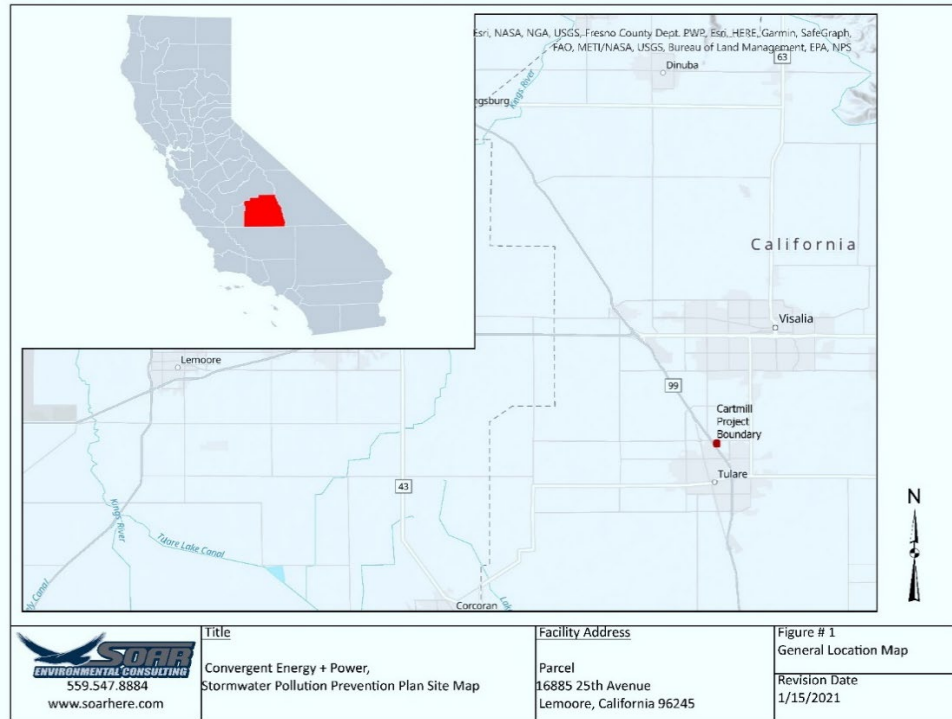 Esri, NASA, NGA, USGS, Fresno County Dept. PWP, Esri, HERE, Garmin, SafeGraph,
FAO, METI/NASA, USGS, Bureau of Land Management, EPA, NPS
63
Dinuba
Kings River
ngsburg
California
Visalia
Lemoore
99
Cartmill
Project
Boundary
Tulare
43
Kings River
Tulare Lake Canal
Corcoran
N
SOAR
ENVIRONMENTAL CONSULTING
559.547.8884
www.soarhere.com
Title
Convergent Energy + Power,
Stormwater Pollution Prevention Plan Site Map
Facility Address
Parcel
16885 25th Avenue
Lemoore, California 96245
Figure # 1
General Location Map
Revision Date
1/15/2021